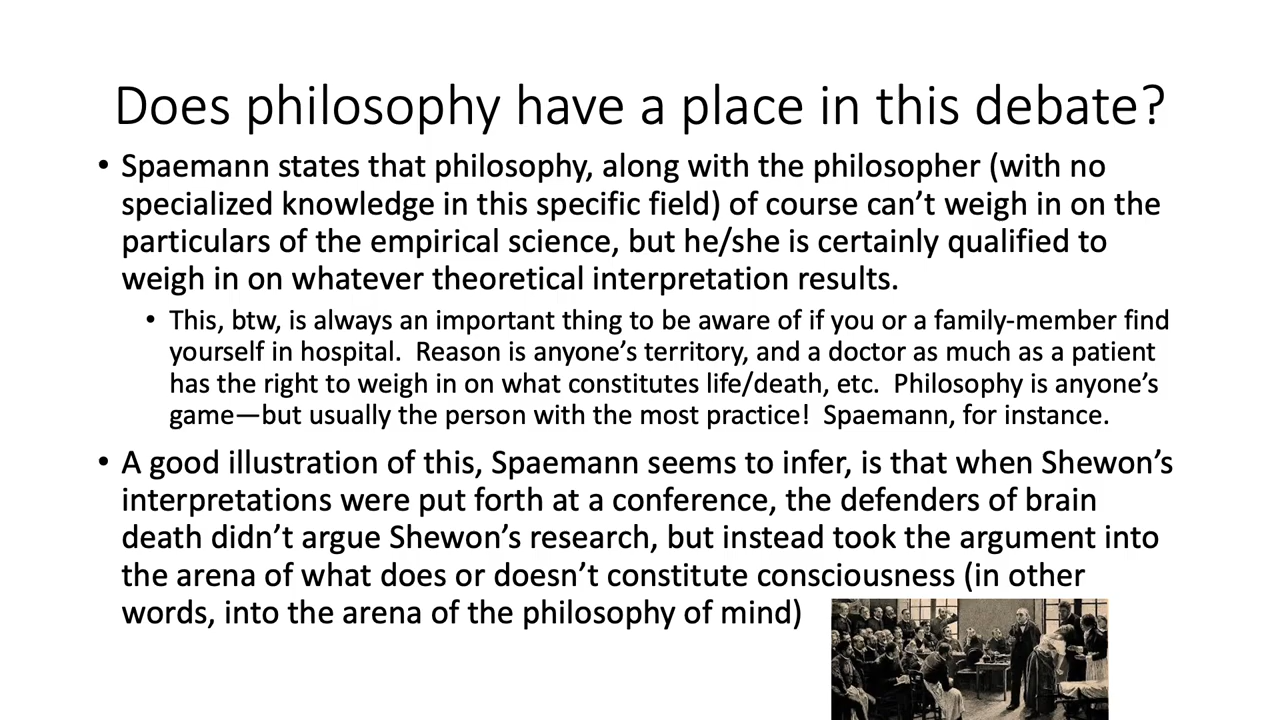 Does philosophy have a place in this debate?
• Spaemann states that philosophy, along with the philosopher (with no
specialized knowledge in this specific field) of course can’t weigh in on the
particulars of the empirical science, but he/she is certainly qualified to
weigh in on whatever theoretical interpretation results.
• This, btw, is always an important thing to be aware of if you or a family-member find
yourself in hospital.  Reason is anyone’s territory, and a doctor as much as a patient
has the right to weigh in on what constitutes life/death, etc.  Philosophy is anyone’s
game—but usually the person with the most practice!  Spaemann, for instance.
• A good illustration of this, Spaemann seems to infer, is that when Shewon’s
interpretations were put forth at a conference, the defenders of brain
death didn’t argue Shewon’s research, but instead took the argument into
the arena of what does or doesn’t constitute consciousness (in other
words, into the arena of the philosophy of mind)